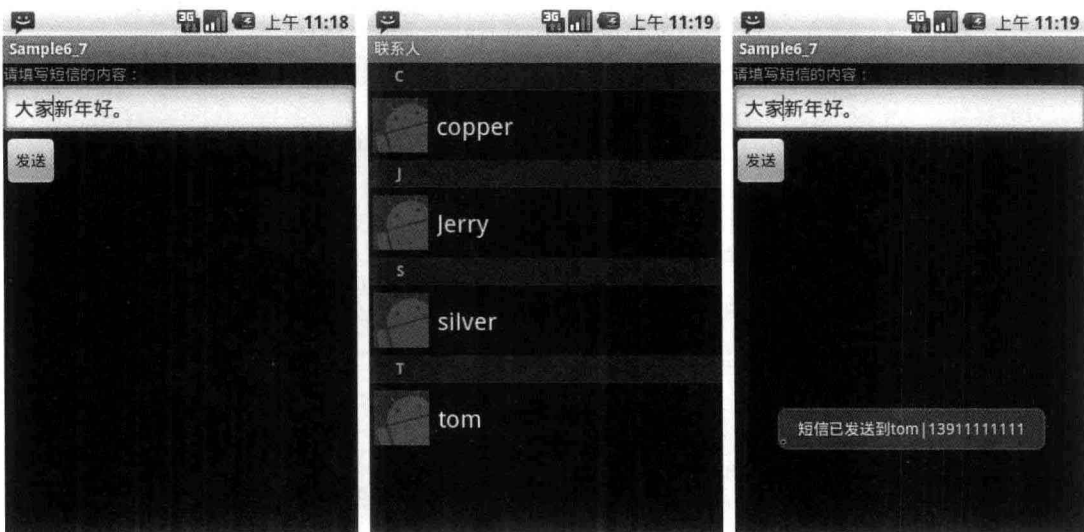 3G
上午 11:18
Sample6_7
请填写短信的内容：
大家新年好。
发送
3G
上午 11:19
联系人
C
copper
J
Jerry
S
silver
T
tom
3G
上午 11:19
Sample6_7
请填写短信的内容：
大家新年好。
发送
短信已发送到tom|13911111111